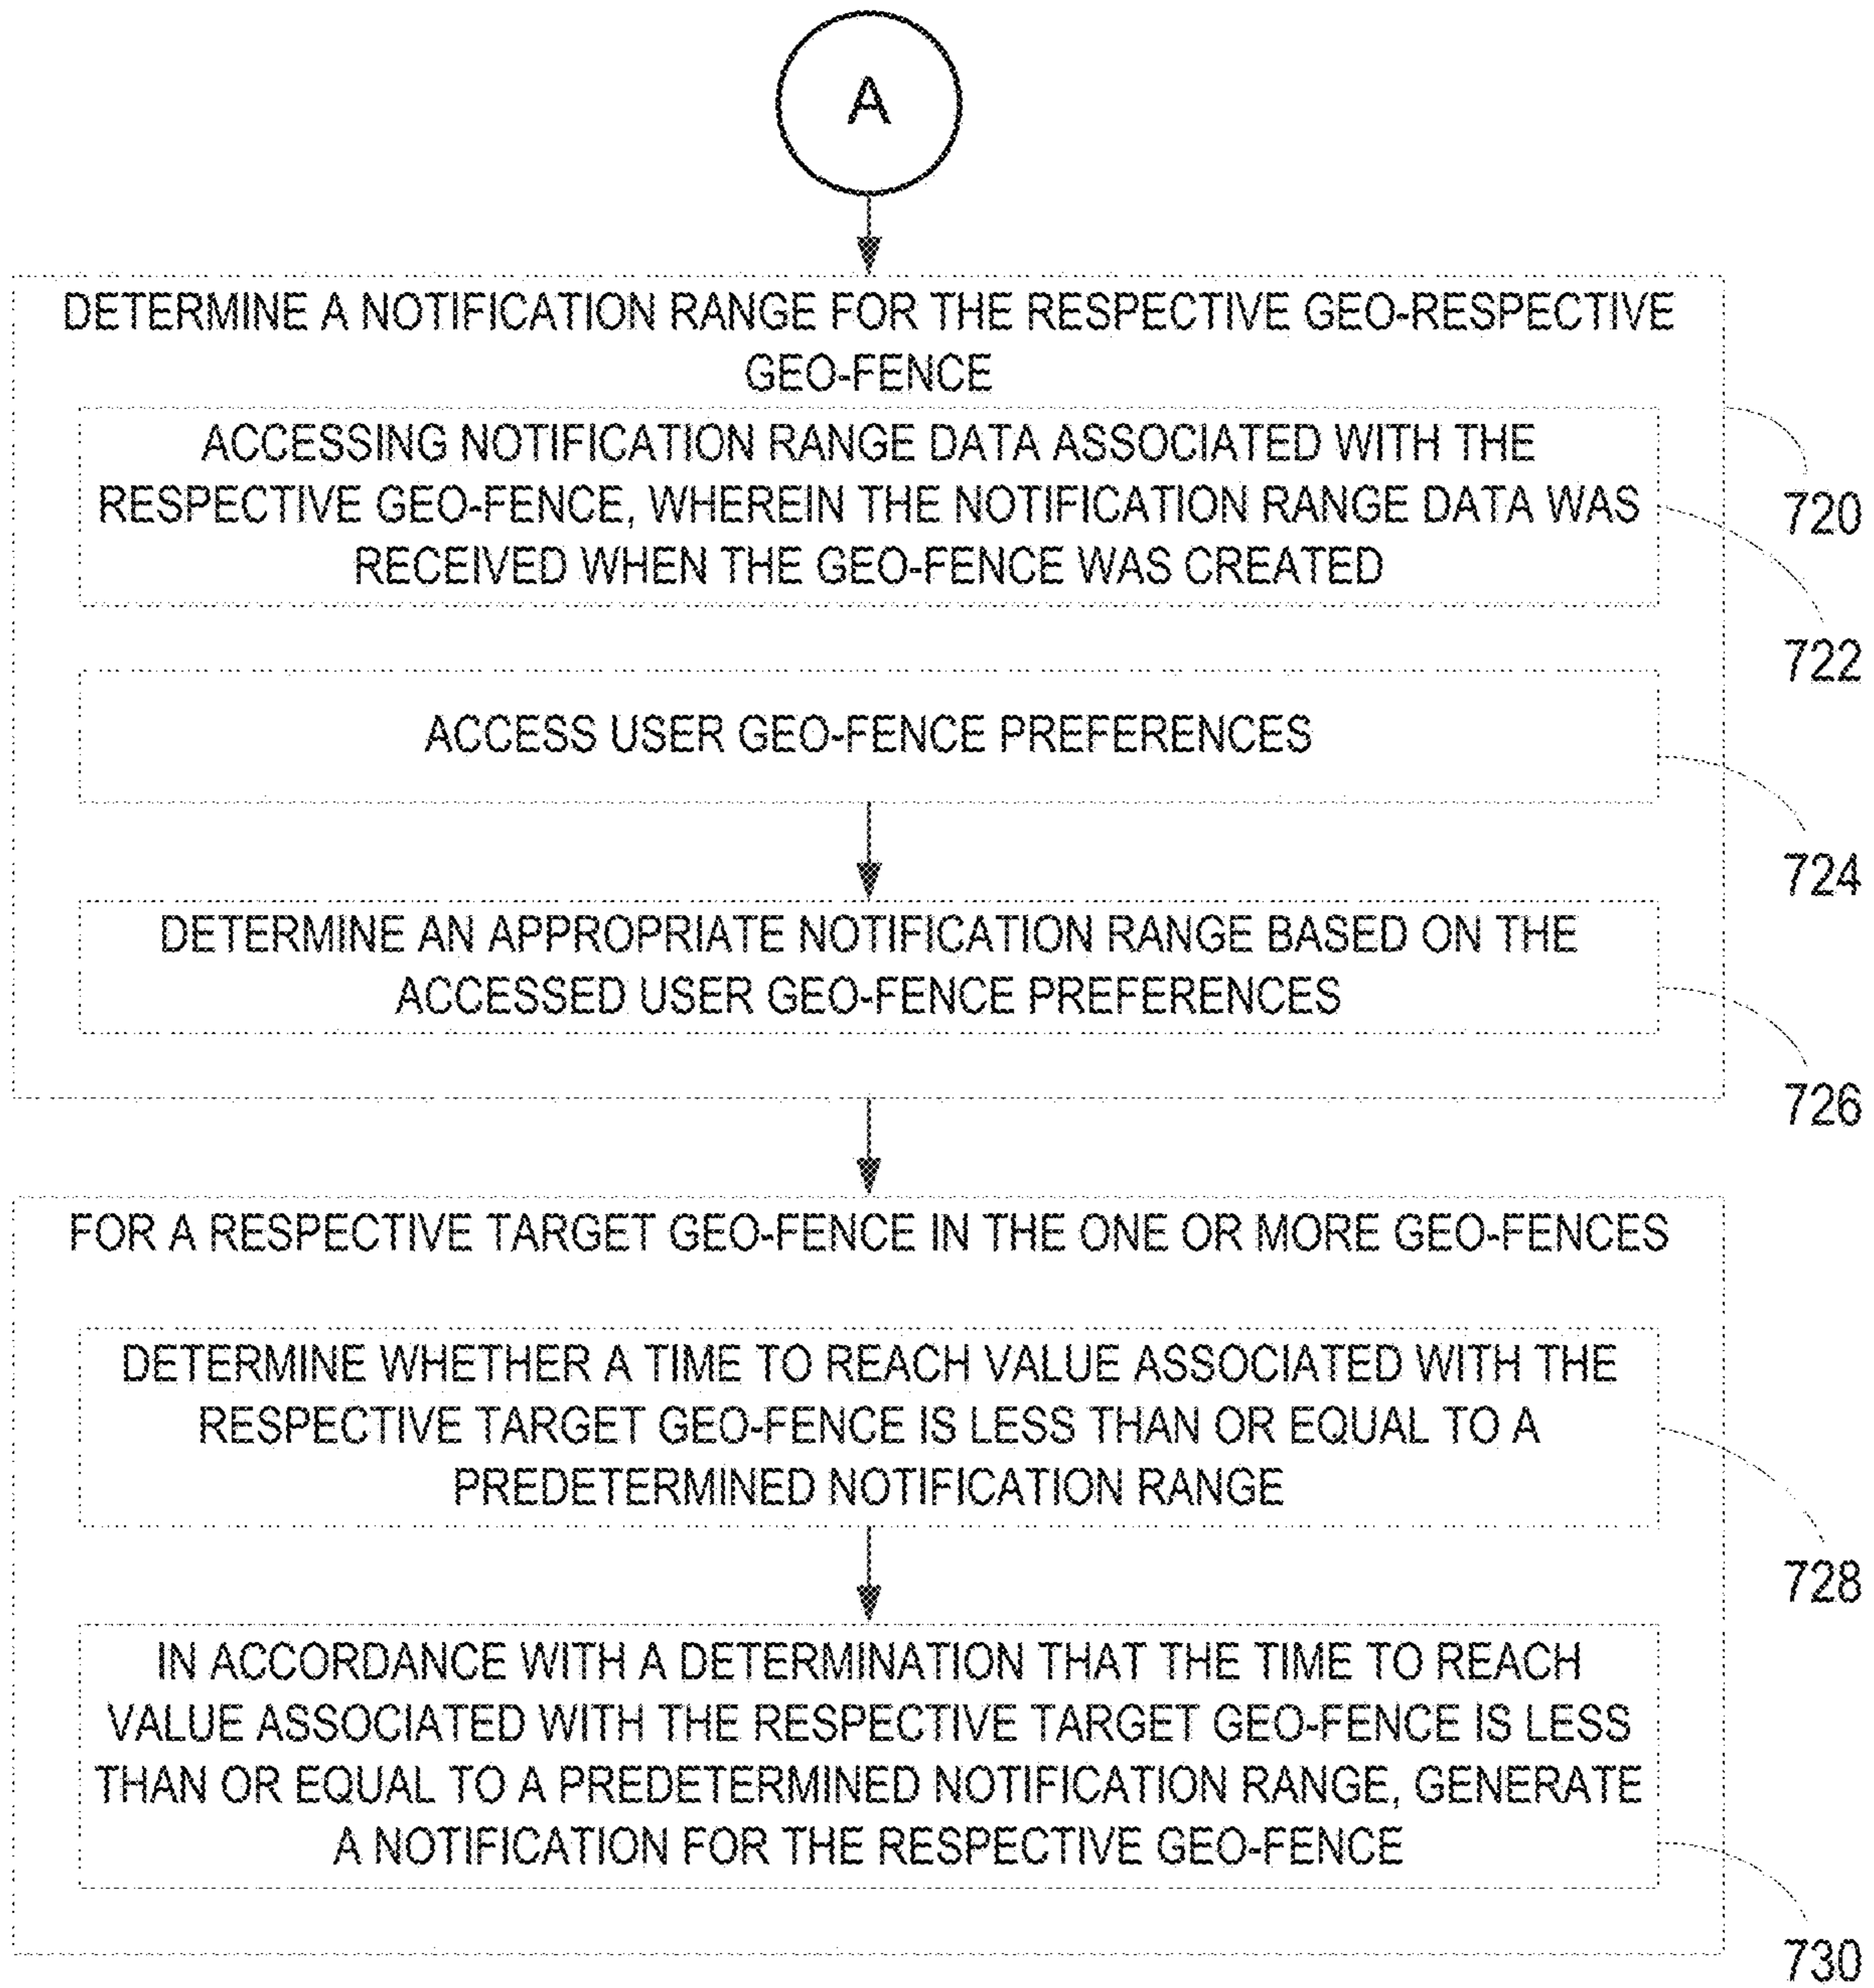 A
DETERMINE A NOTIFICATION RANGE FOR THE RESPECTIVE GEO-RESPECTIVE
GEO-FENCE
ACCESSING NOTIFICATION RANGE DATA ASSOCIATED WITH THE
RESPECTIVE GEO-FENCE, WHEREIN THE NOTIFICATION RANGE DATA WAS
RECEIVED WHEN THE GEO-FENCE WAS CREATED
720
722
ACCESS USER GEO-FENCE PREFERENCES
724
DETERMINE AN APPROPRIATE NOTIFICATION RANGE BASED ON THE
ACCESSED USER GEO-FENCE PREFERENCES
726
FOR A RESPECTIVE TARGET GEO-FENCE IN THE ONE OR MORE GEO-FENCES
DETERMINE WHETHER A TIME TO REACH VALUE ASSOCIATED WITH THE
RESPECTIVE TARGET GEO-FENCE IS LESS THAN OR EQUAL TO A
PREDETERMINED NOTIFICATION RANGE
728
IN ACCORDANCE WITH A DETERMINATION THAT THE TIME TO REACH
VALUE ASSOCIATED WITH THE RESPECTIVE TARGET GEO-FENCE IS LESS
THAN OR EQUAL TO A PREDETERMINED NOTIFICATION RANGE, GENERATE
A NOTIFICATION FOR THE RESPECTIVE GEO-FENCE
730